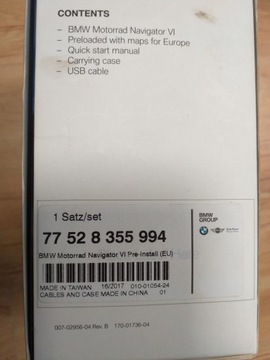 CONTENTS
– BMW Motorrad Navigator VI
– Preloaded with maps for Europe
– Quick start manual
– Carrying case
– USB cable
1 Satz/set
BMW
GROUP
77 52 8 355 994
BMW Motorrad Navigator VI Pre-Install (EU)
MADE IN TAIWAN 16/2017 010-01064-24
CABLES AND CASE MADE IN CHINA 01
007-02956-04 Rev. B 170-01736-04